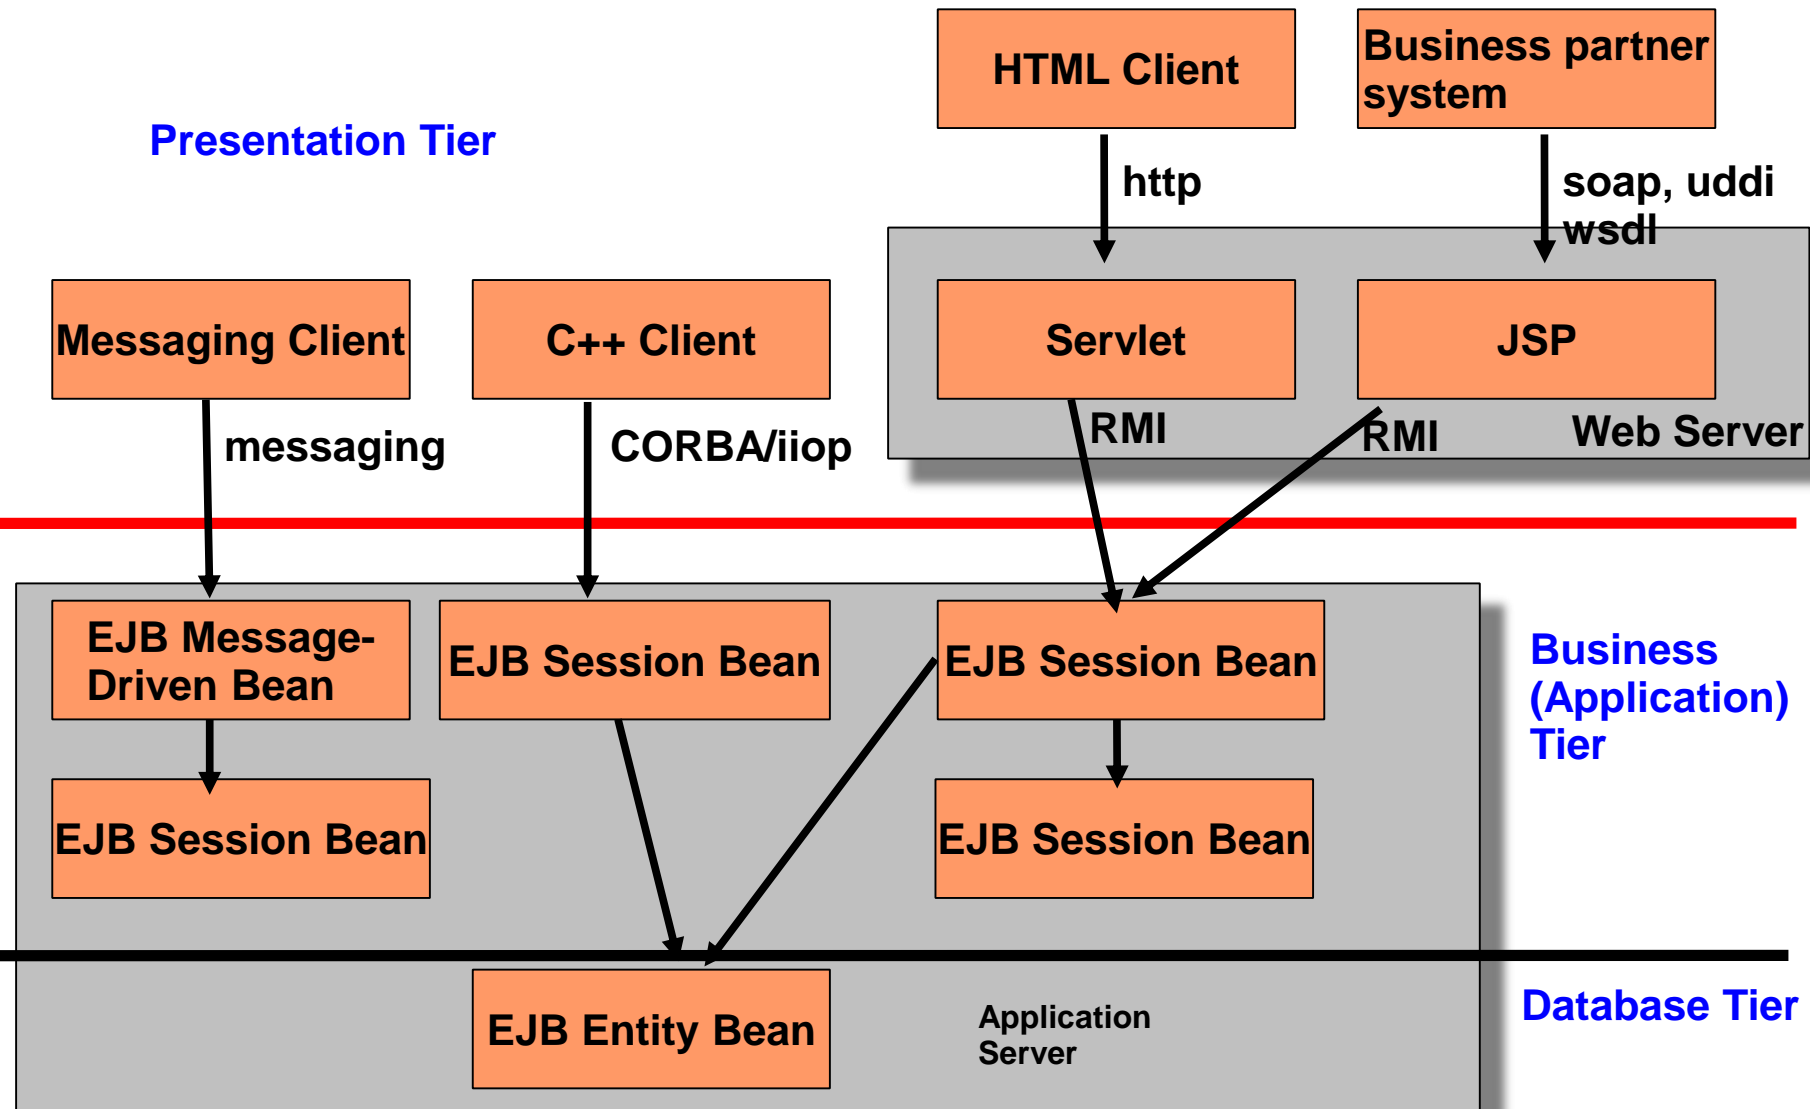 HTML Client
Business partner
system
Presentation Tier
http
soap, uddi
wsdl
Messaging Client
C++ Client
Servlet
JSP
messaging
CORBA/iiop
RMI
RMI
Web Server
EJB Message-
Driven Bean
EJB Session Bean
EJB Session Bean
Business
(Application)
Tier
EJB Session Bean
EJB Session Bean
EJB Entity Bean
Application
Server
Database Tier